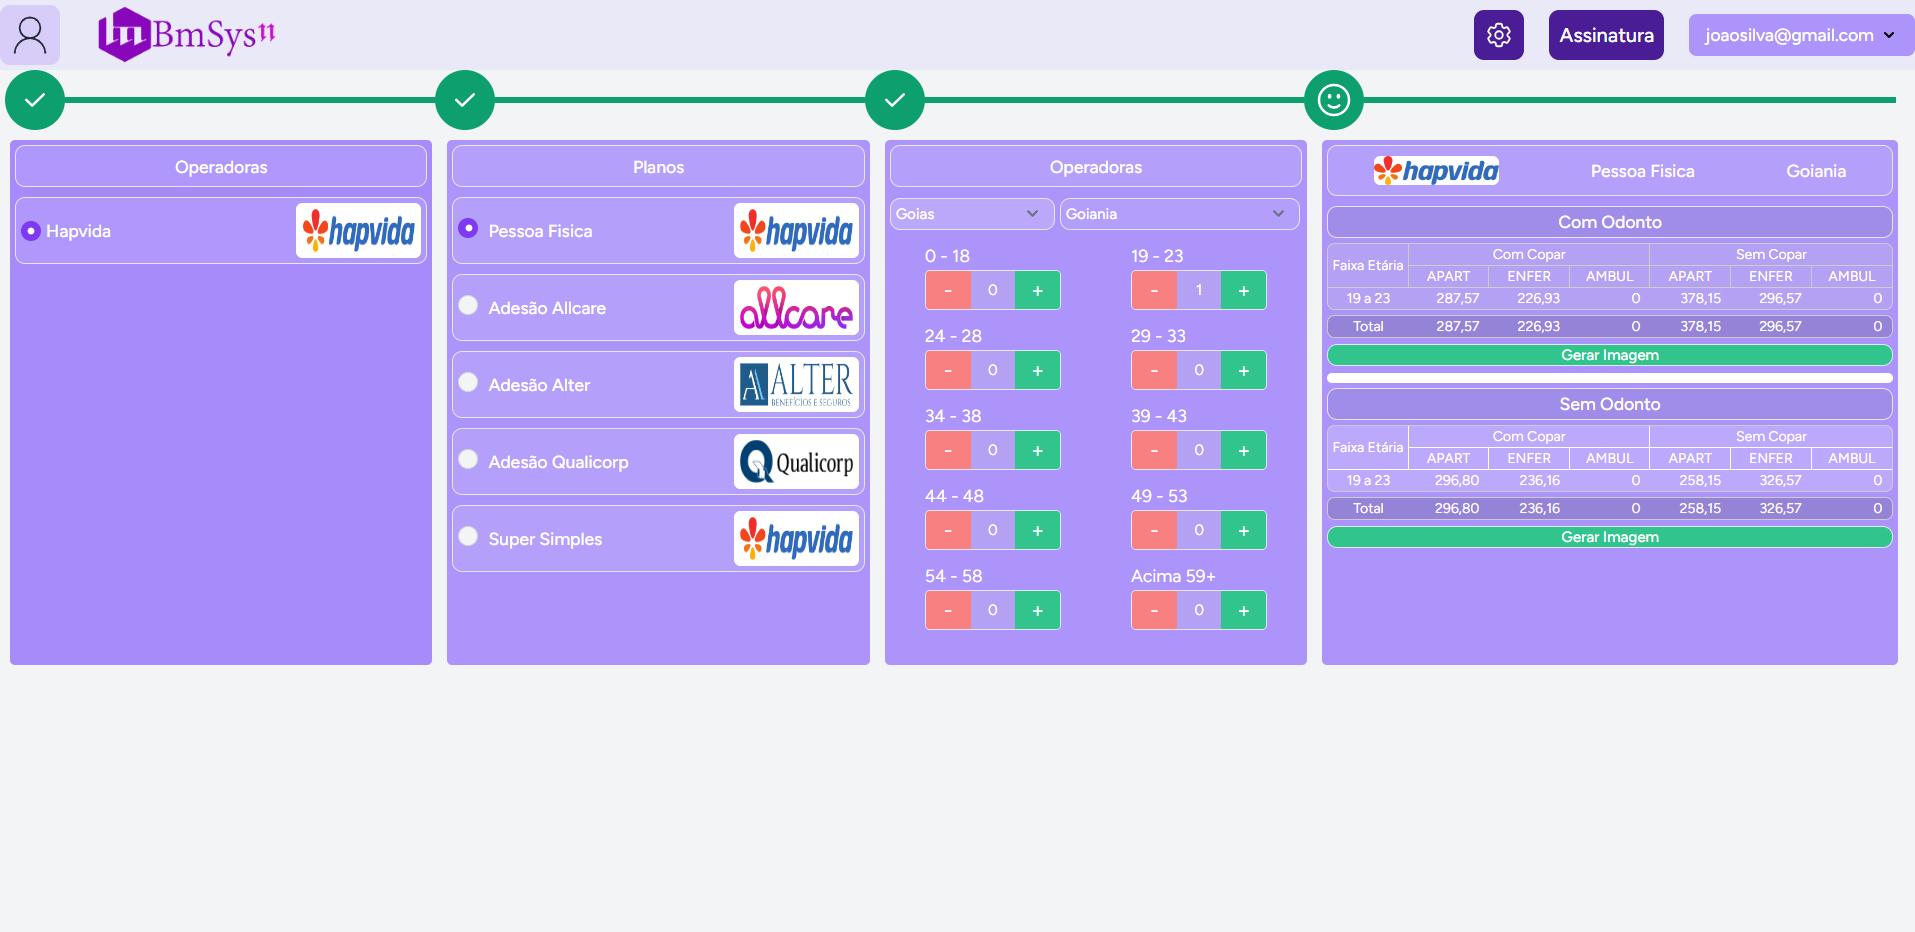 BmSys
Assinatura
joaosilva@gmail.com
Operadoras
Hapvida
hapvida
Planos
Pessoa Fisica
hapvida
Adesão Allcare
allcare
Adesão Alter
ALTER
BENEFÍCIOS E SEGUROS
Adesão Qualicorp
Qualicorp
Super Simples
hapvida
Operadoras
Goias
Goiania
0 - 18
19 - 23
- 0 +
- 1 +
24 - 28
29 - 33
- 0 +
- 0 +
34 - 38
39 - 43
- 0 +
- 0 +
44 - 48
49 - 53
- 0 +
- 0 +
54 - 58
Acima 59+
- 0 +
- 0 +
hapvida Pessoa Fisica Goiania
Com Odonto
Faixa Etária Com Copar Sem Copar
APART ENFER AMBUL APART ENFER AMBUL
19 a 23 287,57 226,93 0 378,15 296,57 0
Total 287,57 226,93 0 378,15 296,57 0
Gerar Imagem
Sem Odonto
Faixa Etária Com Copar Sem Copar
APART ENFER AMBUL APART ENFER AMBUL
19 a 23 296,80 236,16 0 258,15 326,57 0
Total 296,80 236,16 0 258,15 326,57 0
Gerar Imagem